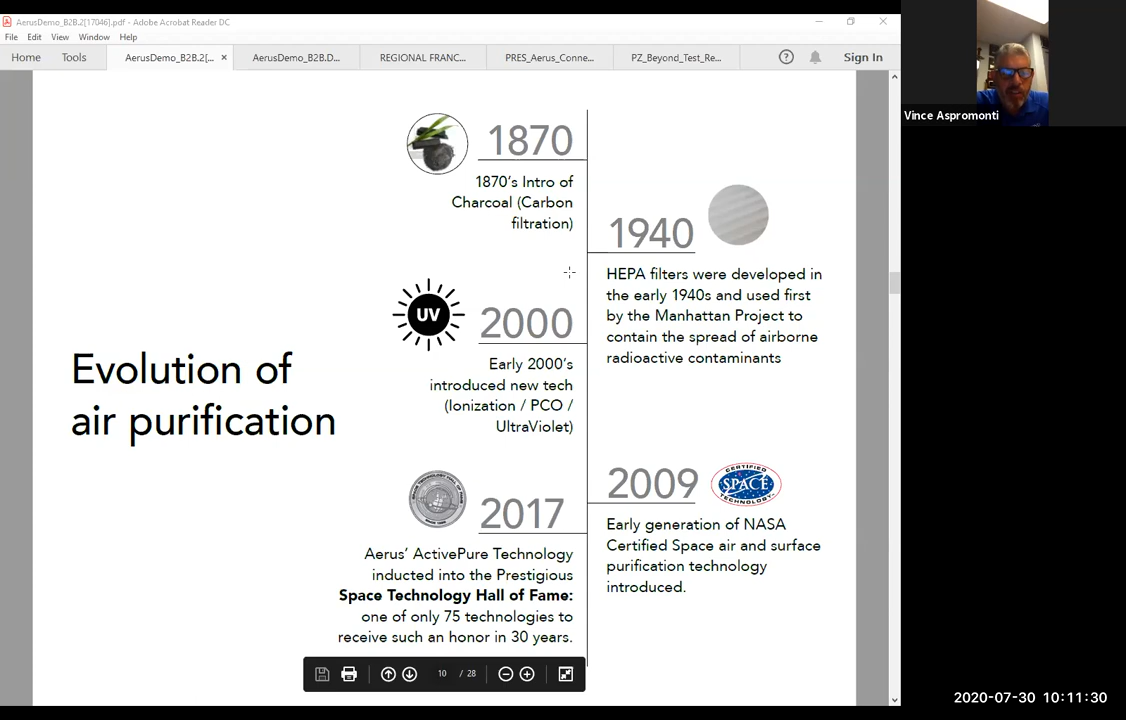 AerusDemo_B2B.2[17046].pdf - Adobe Acrobat Reader DC
File Edit View Window Help
Home Tools AerusDemo_B2B.2[... × AerusDemo_B2B.D... REGIONAL FRANC... PRES_Aerus_Conne... PZ_Beyond_Test_Re... Sign In
Vince Aspromonti
1870
1870's Intro of
Charcoal (Carbon
filtration)
1940
HEPA filters were developed in
the early 1940s and used first
by the Manhattan Project to
contain the spread of airborne
radioactive contaminants
UV
2000
Early 2000's
introduced new tech
(Ionization / PCO /
UltraViolet)
Evolution of
air purification
2009
CERTIFIED
SPACE
TECHNOLOGY
Early generation of NASA
Certified Space air and surface
purification technology
introduced.
SPACE TECHNOLOGY HALL OF FAME
2017
Aerus' ActivePure Technology
inducted into the Prestigious
Space Technology Hall of Fame:
one of only 75 technologies to
receive such an honor in 30 years.
10 / 28
2020-07-30 10:11:30